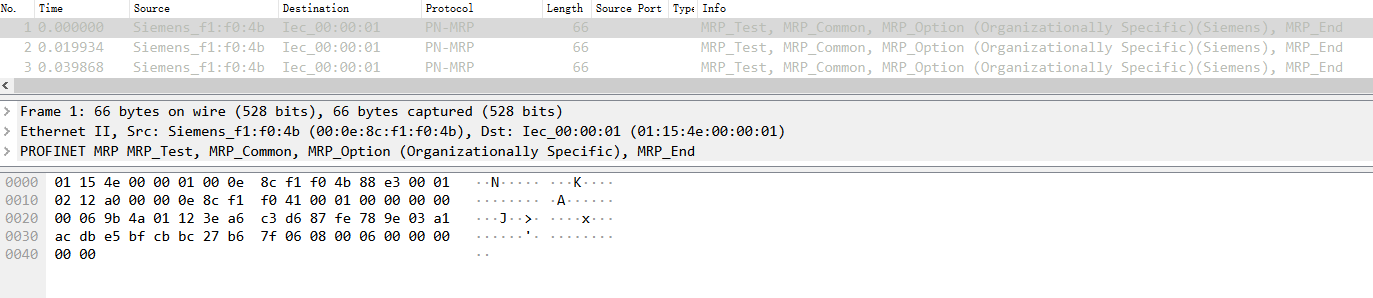 No. Time Source Destination Protocol Length Source Port Type Info
1 0.000000 Siemens_f1:f0:4b Iec_00:00:01 PN-MRP 66 MRP_Test, MRP_Common, MRP_Option (Organizationally Specific)(Siemens), MRP_End
2 0.019934 Siemens_f1:f0:4b Iec_00:00:01 PN-MRP 66 MRP_Test, MRP_Common, MRP_Option (Organizationally Specific)(Siemens), MRP_End
3 0.039868 Siemens_f1:f0:4b Iec_00:00:01 PN-MRP 66 MRP_Test, MRP_Common, MRP_Option (Organizationally Specific)(Siemens), MRP_End
Frame 1: 66 bytes on wire (528 bits), 66 bytes captured (528 bits)
Ethernet II, Src: Siemens_f1:f0:4b (00:0e:8c:f1:f0:4b), Dst: Iec_00:00:01 (01:15:4e:00:00:01)
PROFINET MRP MRP_Test, MRP_Common, MRP_Option (Organizationally Specific), MRP_End
0000 01 15 4e 00 00 01 00 0e 8c f1 f0 4b 88 e3 00 01 ··N····· ···K····
0010 02 12 a0 00 00 0e 8c f1 f0 41 00 01 00 00 00 00 ········ ·A······
0020 00 06 9b 4a 01 12 3e a6 c3 d6 87 fe 78 9e 03 a1 ···J··>· ····x···
0030 ac db e5 bf cb bc 27 b6 7f 06 08 00 06 00 00 00 ······'· ········
0040 00 00 ··